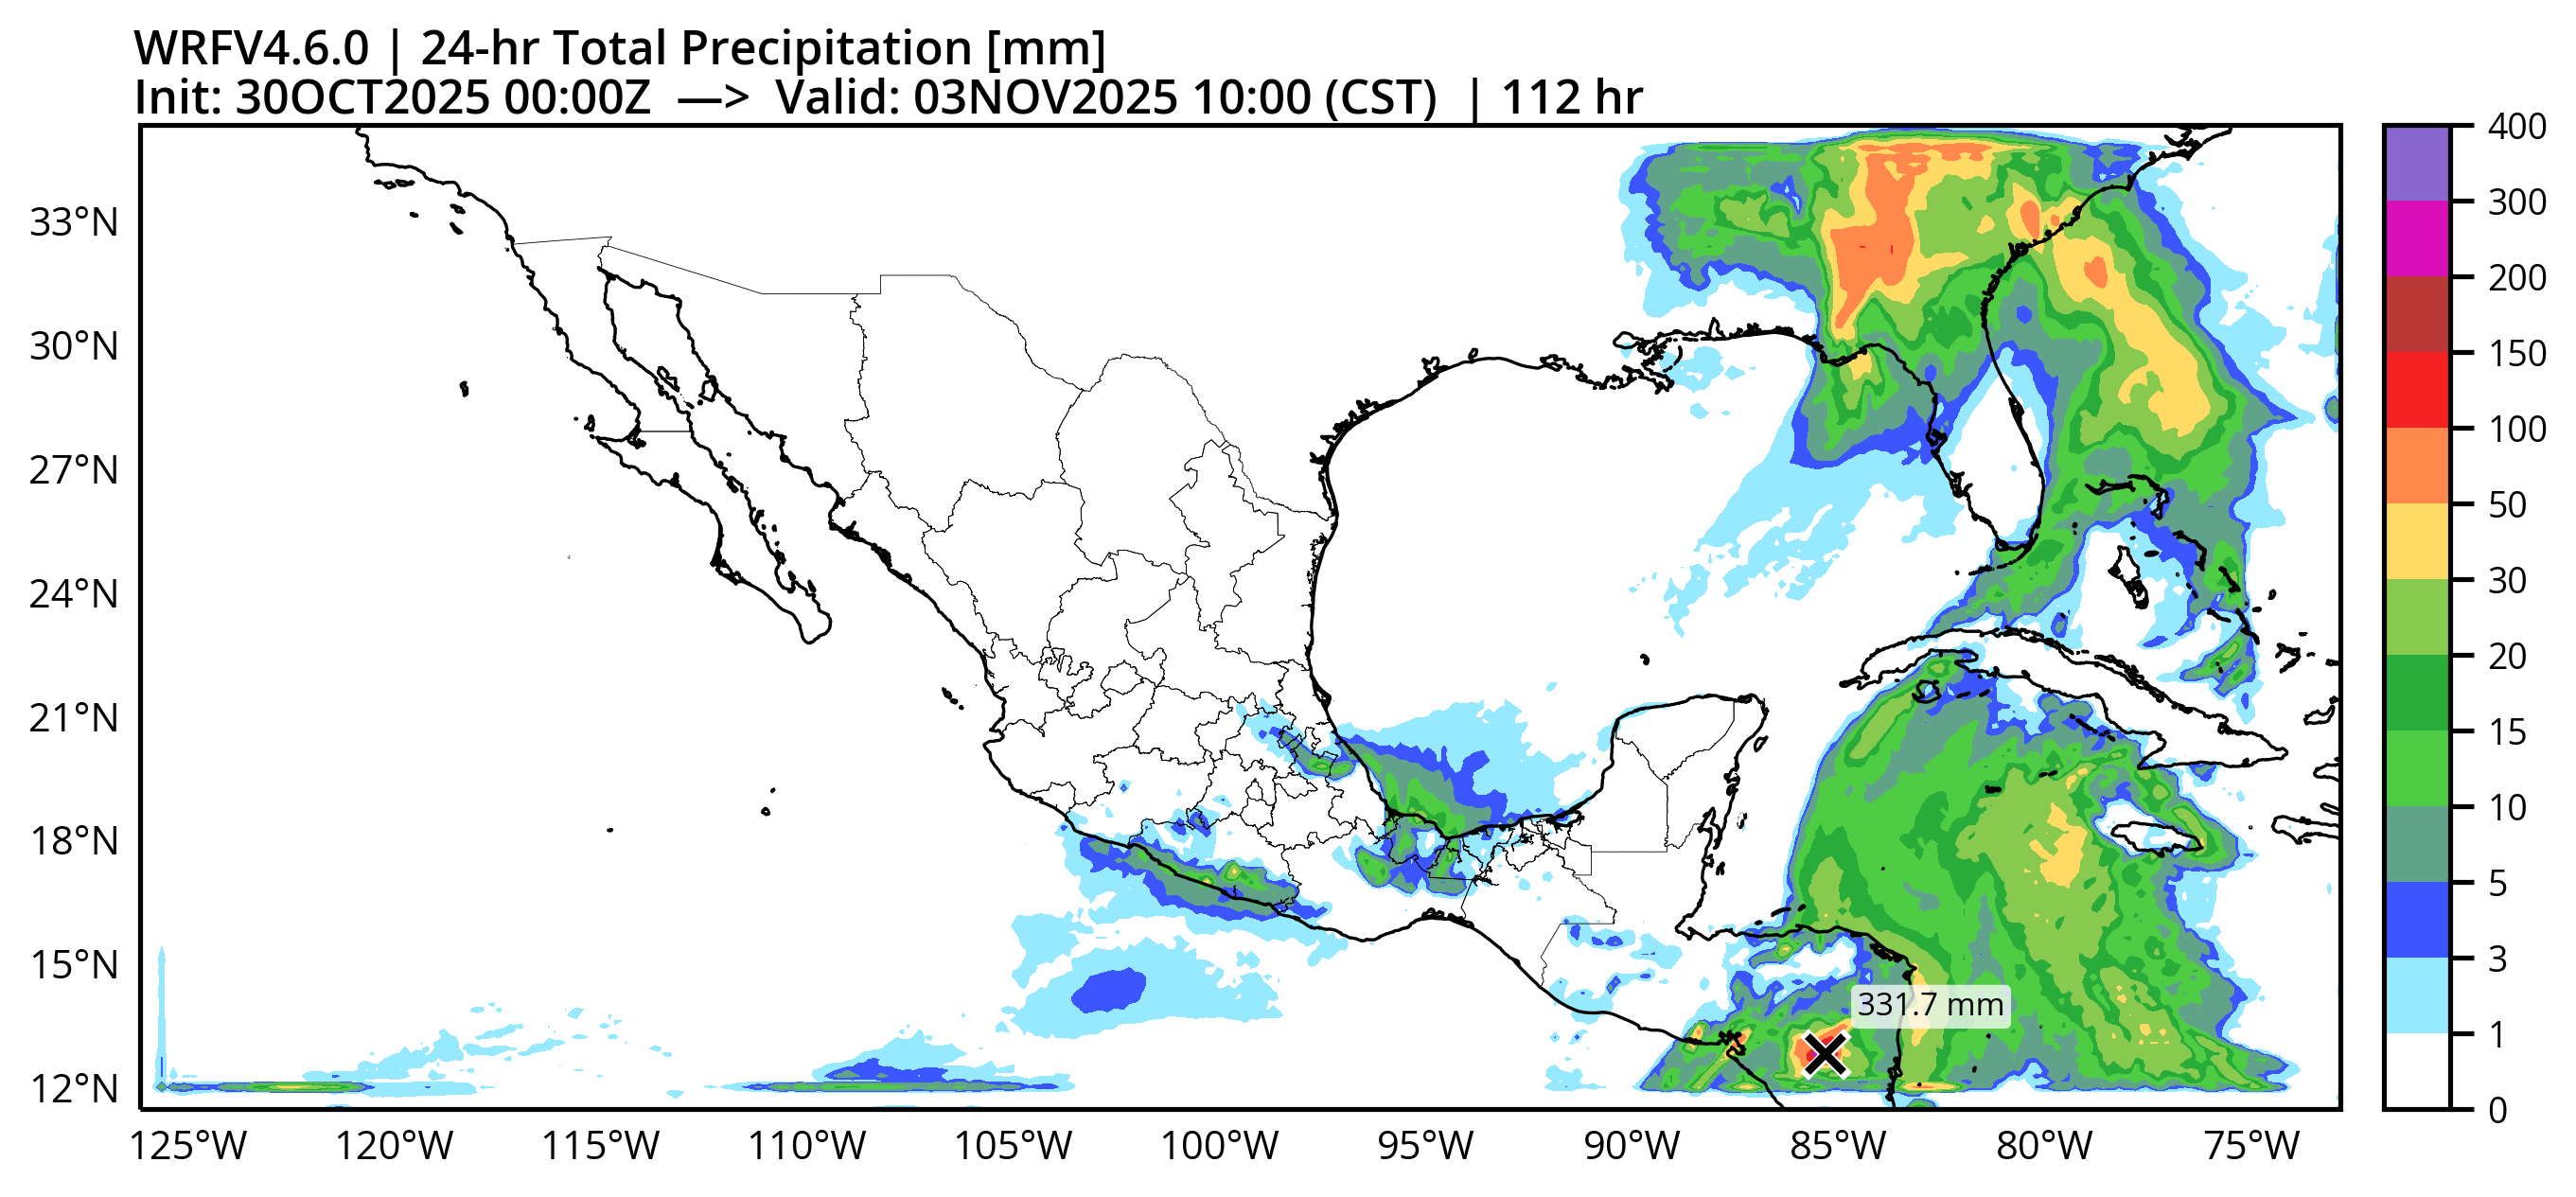 WRFV4.6.0 | 24-hr Total Precipitation [mm]
Init: 30OCT2025 00:00Z —> Valid: 03NOV2025 10:00 (CST) | 112 hr
33°N
30°N
27°N
24°N
21°N
18°N
15°N
12°N
331.7 mm
125°W 120°W 115°W 110°W 105°W 100°W 95°W 90°W 85°W 80°W 75°W
400
300
200
150
100
50
30
20
15
10
5
3
1
0